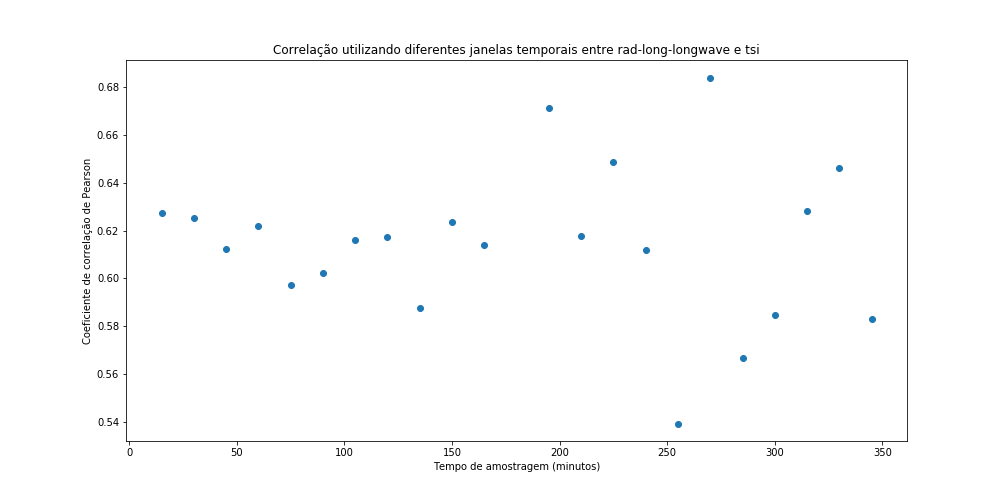 Correlação utilizando diferentes janelas temporais entre rad-long-longwave e tsi
Coeficiente de correlação de Pearson
0.68
0.66
0.64
0.62
0.60
0.58
0.56
0.54
0 50 100 150 200 250 300 350
Tempo de amostragem (minutos)